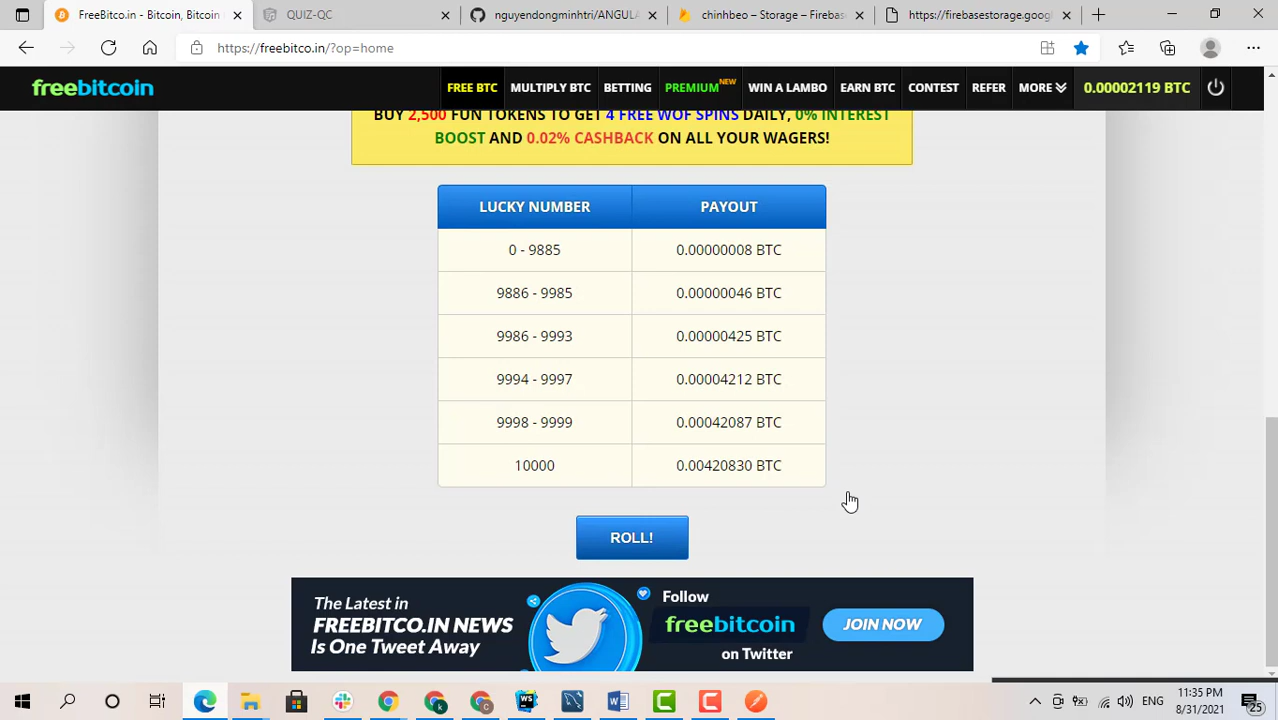 FreeBitco.in - Bitcoin, Bitcoin
QUIZ-QC
nguyendongminhtri/ANGULA
chinhbeo – Storage – Firebas
https://firebasestorage.googl
https://freebitco.in/?op=home
freebitcoin
FREE BTC
MULTIPLY BTC
BETTING
PREMIUM NEW
WIN A LAMBO
EARN BTC
CONTEST
REFER
MORE
0.00002119 BTC
BUY 2,500 FUN TOKENS TO GET 4 FREE WOF SPINS DAILY, 0% INTEREST
BOOST AND 0.02% CASHBACK ON ALL YOUR WAGERS!
LUCKY NUMBER PAYOUT
0 - 9885 0.00000008 BTC
9886 - 9985 0.00000046 BTC
9986 - 9993 0.00000425 BTC
9994 - 9997 0.00004212 BTC
9998 - 9999 0.00042087 BTC
10000 0.00420830 BTC
ROLL!
The Latest in
FREEBITCO.IN NEWS
Is One Tweet Away
Follow
freebitcoin
on Twitter
JOIN NOW
ENG
11:35 PM
8/31/2021
25